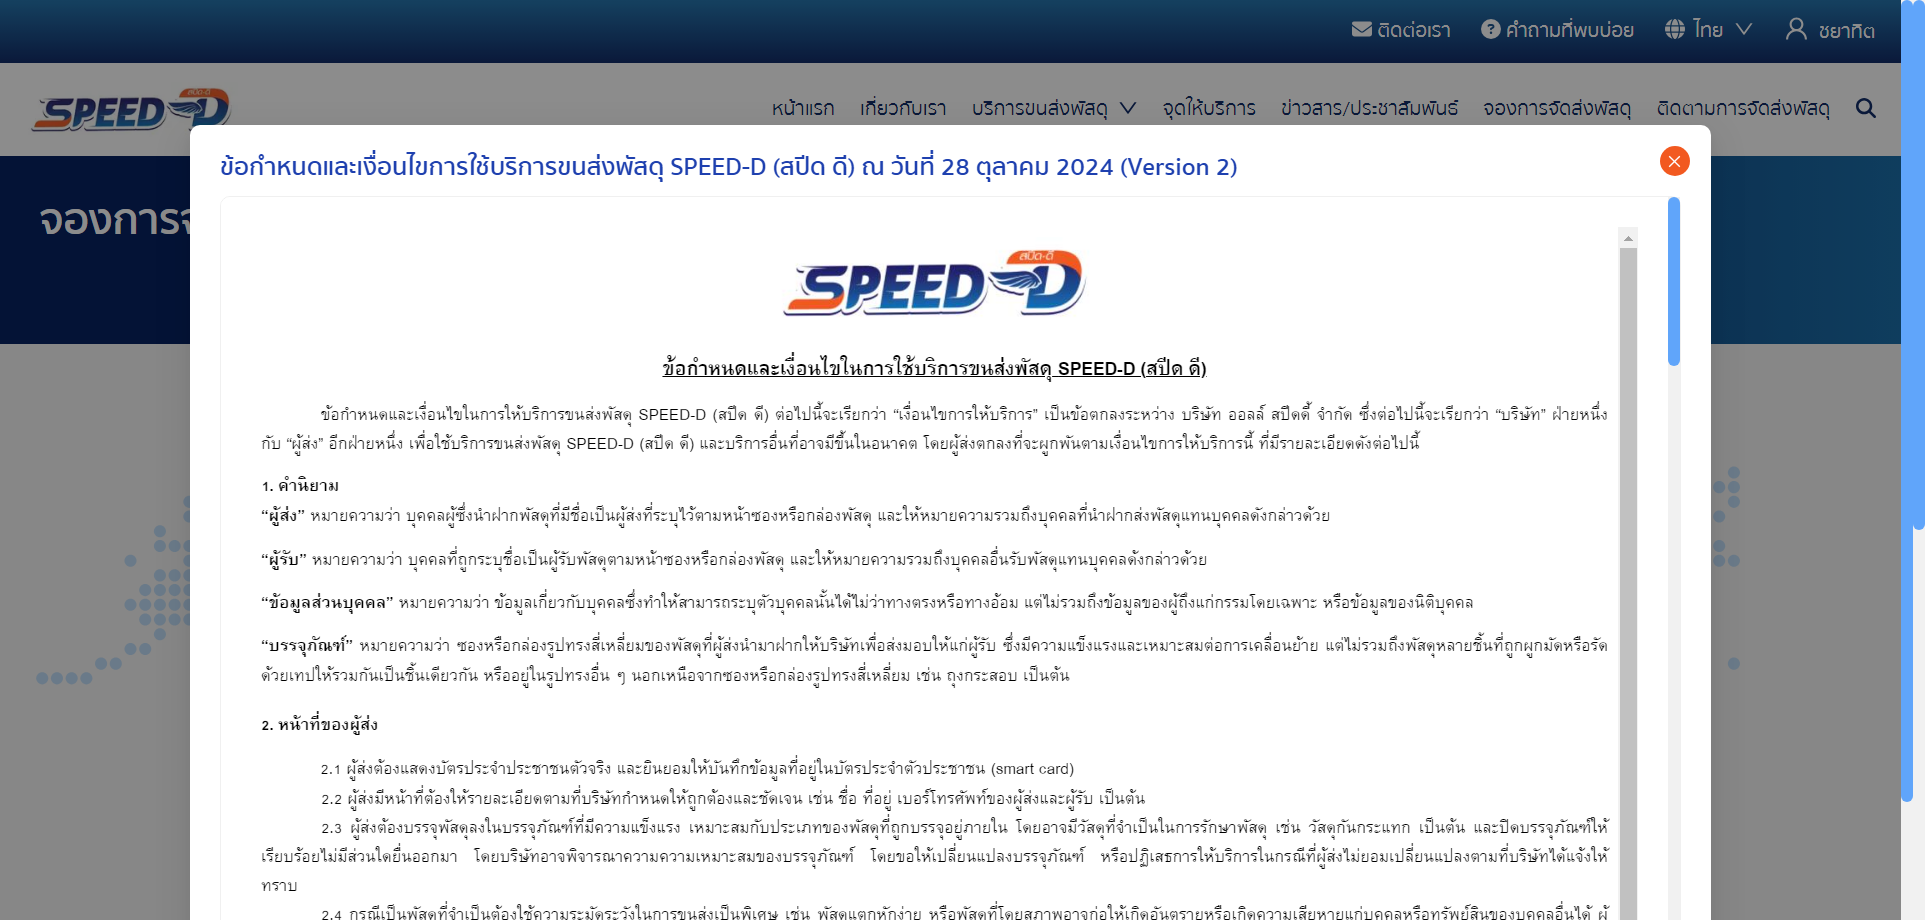 ติดต่อเรา คำถามที่พบบ่อย ไทย ชยาทิต
สปีด-ดี
SPEED-D
หน้าแรก เกี่ยวกับเรา บริการขนส่งพัสดุ จุดให้บริการ ข่าวสาร/ประชาสัมพันธ์ จองการจัดส่งพัสดุ ติดตามการจัดส่งพัสดุ
ข้อกำหนดและเงื่อนไขการใช้บริการขนส่งพัสดุ SPEED-D (สปีด ดี) ณ วันที่ 28 ตุลาคม 2024 (Version 2)
จองการจ
สปีด-ดี
SPEED-D
ข้อกำหนดและเงื่อนไขในการใช้บริการขนส่งพัสดุ SPEED-D (สปีด ดี)
ข้อกำหนดและเงื่อนไขในการให้บริการขนส่งพัสดุ SPEED-D (สปีด ดี) ต่อไปนี้จะเรียกว่า “เงื่อนไขการให้บริการ” เป็นข้อตกลงระหว่าง บริษัท ออลล์ สปีดดี้ จำกัด ซึ่งต่อไปนี้จะเรียกว่า “บริษัท” ฝ่ายหนึ่ง
กับ “ผู้ส่ง” อีกฝ่ายหนึ่ง เพื่อใช้บริการขนส่งพัสดุ SPEED-D (สปีด ดี) และบริการอื่นที่อาจมีขึ้นในอนาคต โดยผู้ส่งตกลงที่จะผูกพันตามเงื่อนไขการให้บริการนี้ ที่มีรายละเอียดดังต่อไปนี้
1. คำนิยาม
“ผู้ส่ง” หมายความว่า บุคคลผู้ซึ่งนำฝากพัสดุที่มีชื่อเป็นผู้ส่งที่ระบุไว้ตามหน้าซองหรือกล่องพัสดุ และให้หมายความรวมถึงบุคคลที่นำฝากส่งพัสดุแทนบุคคลดังกล่าวด้วย
“ผู้รับ” หมายความว่า บุคคลที่ถูกระบุชื่อเป็นผู้รับพัสดุตามหน้าซองหรือกล่องพัสดุ และให้หมายความรวมถึงบุคคลอื่นรับพัสดุแทนบุคคลดังกล่าวด้วย
“ข้อมูลส่วนบุคคล” หมายความว่า ข้อมูลเกี่ยวกับบุคคลซึ่งทำให้สามารถระบุตัวบุคคลนั้นได้ไม่ว่าทางตรงหรือทางอ้อม แต่ไม่รวมถึงข้อมูลของผู้ถึงแก่กรรมโดยเฉพาะ หรือข้อมูลของนิติบุคคล
“บรรจุภัณฑ์” หมายความว่า ซองหรือกล่องรูปทรงสี่เหลี่ยมของพัสดุที่ผู้ส่งนำมาฝากให้บริษัทเพื่อส่งมอบให้แก่ผู้รับ ซึ่งมีความแข็งแรงและเหมาะสมต่อการเคลื่อนย้าย แต่ไม่รวมถึงพัสดุหลายชิ้นที่ถูกผูกมัดหรือรัด
ด้วยเทปให้รวมกันเป็นชิ้นเดียวกัน หรืออยู่ในรูปทรงอื่น ๆ นอกเหนือจากซองหรือกล่องรูปทรงสี่เหลี่ยม เช่น ถุงกระสอบ เป็นต้น
2. หน้าที่ของผู้ส่ง
2.1 ผู้ส่งต้องแสดงบัตรประจำประชาชนตัวจริง และยินยอมให้บันทึกข้อมูลที่อยู่ในบัตรประจำตัวประชาชน (smart card)
2.2 ผู้ส่งมีหน้าที่ต้องให้รายละเอียดตามที่บริษัทกำหนดให้ถูกต้องและชัดเจน เช่น ชื่อ ที่อยู่ เบอร์โทรศัพท์ของผู้ส่งและผู้รับ เป็นต้น
2.3 ผู้ส่งต้องบรรจุพัสดุลงในบรรจุภัณฑ์ที่มีความแข็งแรง เหมาะสมกับประเภทของพัสดุที่ถูกบรรจุอยู่ภายใน โดยอาจมีวัสดุที่จำเป็นในการรักษาพัสดุ เช่น วัสดุกันกระแทก เป็นต้น และปิดบรรจุภัณฑ์ให้
เรียบร้อยไม่มีส่วนใดยื่นออกมา โดยบริษัทอาจพิจารณาความความเหมาะสมของบรรจุภัณฑ์ โดยขอให้เปลี่ยนแปลงบรรจุภัณฑ์ หรือปฏิเสธการให้บริการในกรณีที่ผู้ส่งไม่ยอมเปลี่ยนแปลงตามที่บริษัทได้แจ้งให้
ทราบ
2.4 กรณีเป็นพัสดุที่จำเป็นต้องใช้ความระมัดระวังในการขนส่งเป็นพิเศษ เช่น พัสดุแตกหักง่าย หรือพัสดุที่โดยสภาพอาจก่อให้เกิดอันตรายหรือเกิดความเสียหายแก่บุคคลหรือทรัพย์สินของบุคคลอื่นได้ ผู้